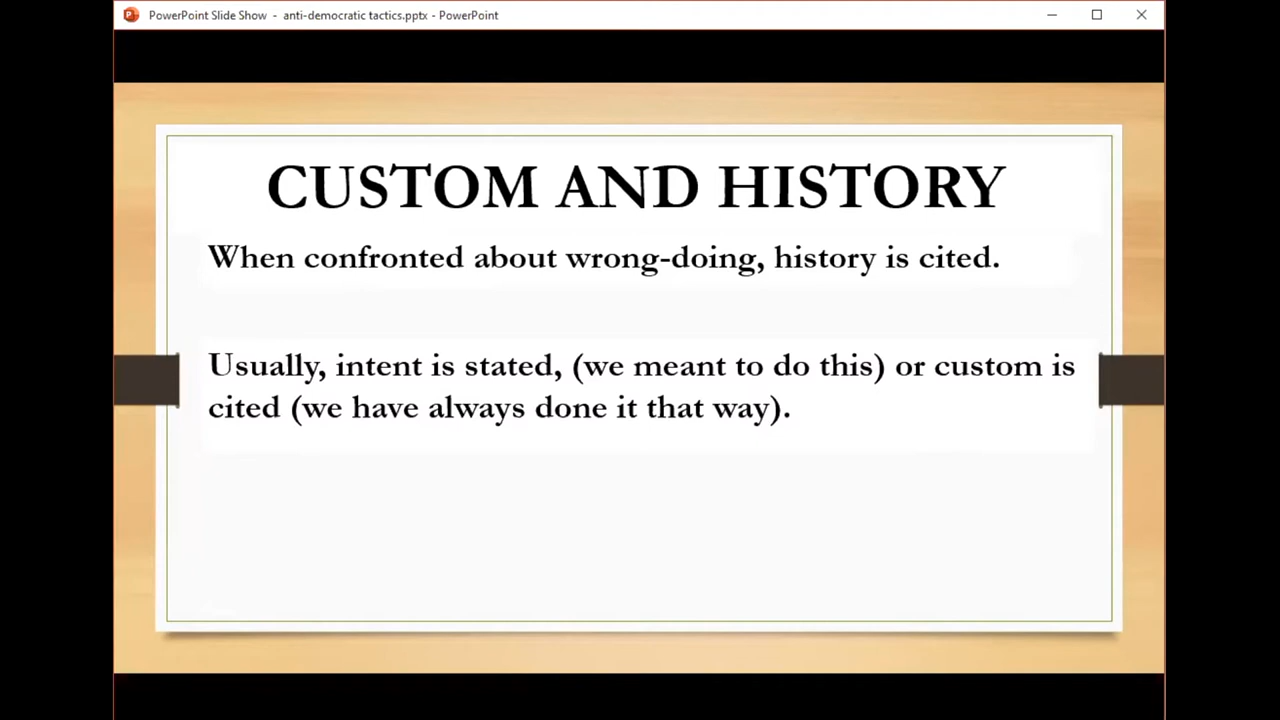 PowerPoint Slide Show - anti-democratic tactics.pptx - PowerPoint
CUSTOM AND HISTORY
When confronted about wrong-doing, history is cited.
Usually, intent is stated, (we meant to do this) or custom is
cited (we have always done it that way).